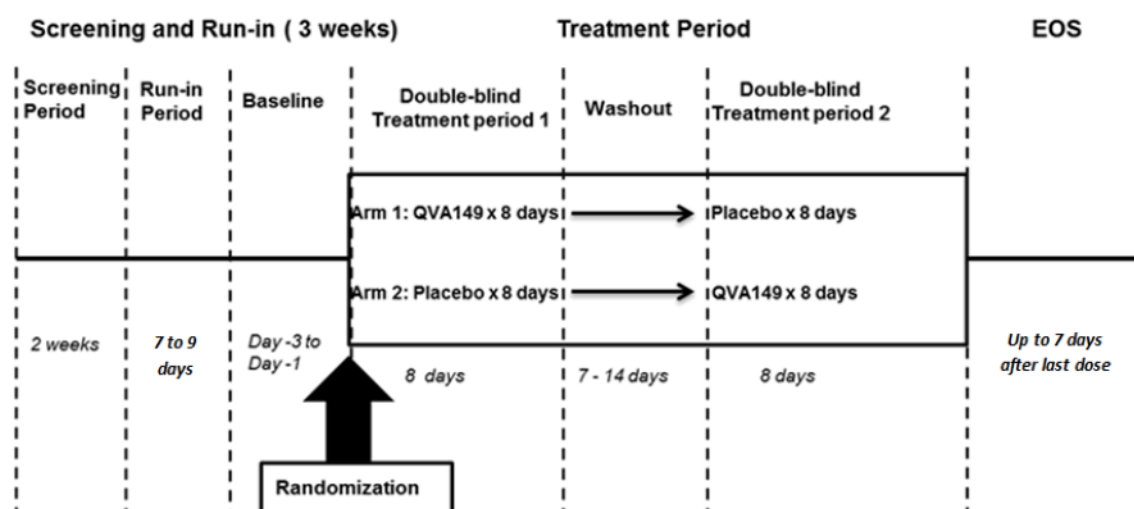 Screening and Run-in ( 3 weeks)
Treatment Period
EOS
Screening
Period
Run-in
Period
Baseline
Double-blind
Treatment period 1
Washout
Double-blind
Treatment period 2
Arm 1: QVA149 x 8 days
Placebo x 8 days
Arm 2: Placebo x 8 days
QVA149 x 8 days
2 weeks
7 to 9
days
Day -3 to
Day -1
8 days
7 - 14 days
8 days
Up to 7 days
after last dose
Randomization